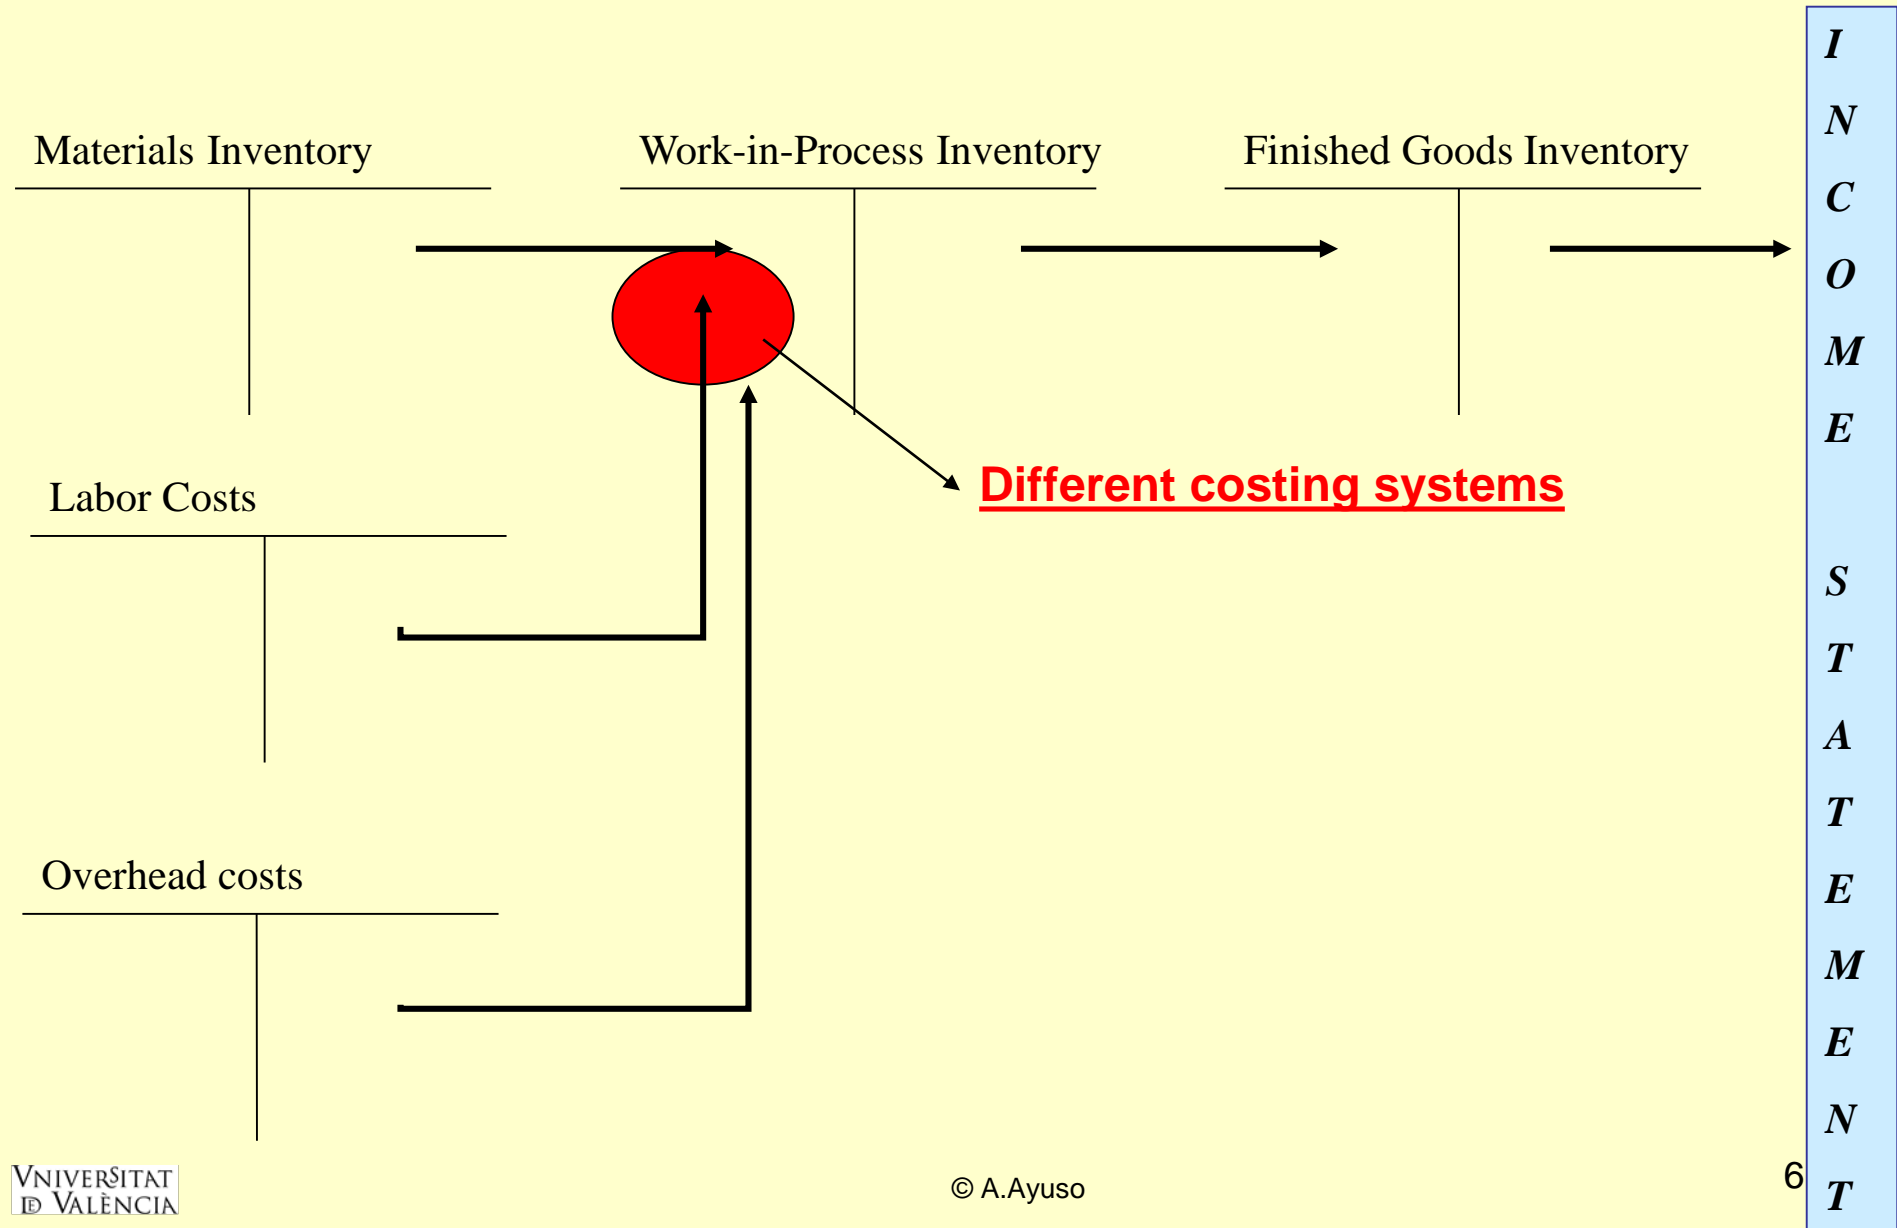 Materials Inventory
Work-in-Process Inventory
Finished Goods Inventory
Different costing systems
Labor Costs
Overhead costs
I
N
C
O
M
E
S
T
A
T
E
M
E
N
T
VNIVERSITAT
ID VALÈNCIA
© A.Ayuso
6